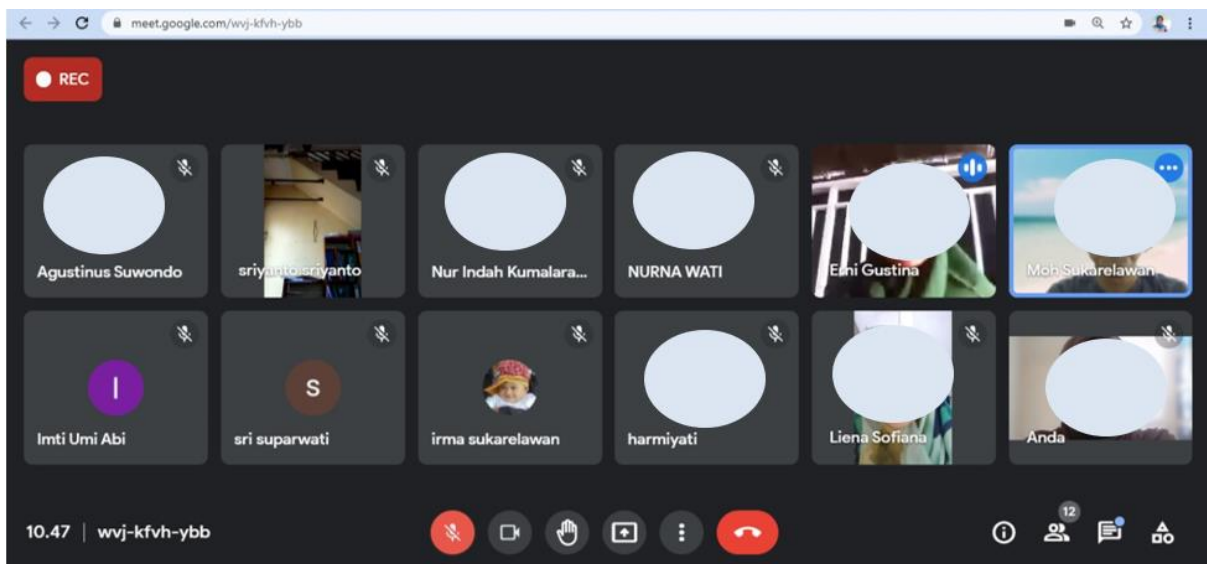 meet.google.com/wvj-kfvh-ybb
REC
Agustinus Suwondo
sriyanto sriyanto
Nur Indah Kumalara...
NURNA WATI
Erni Gustina
Moh Sukarelawan
I
Imti Umi Abi
s
sri suparwati
irma sukarelawan
harmiyati
Liena Sofiana
Anda
10.47 | wvj-kfvh-ybb
12